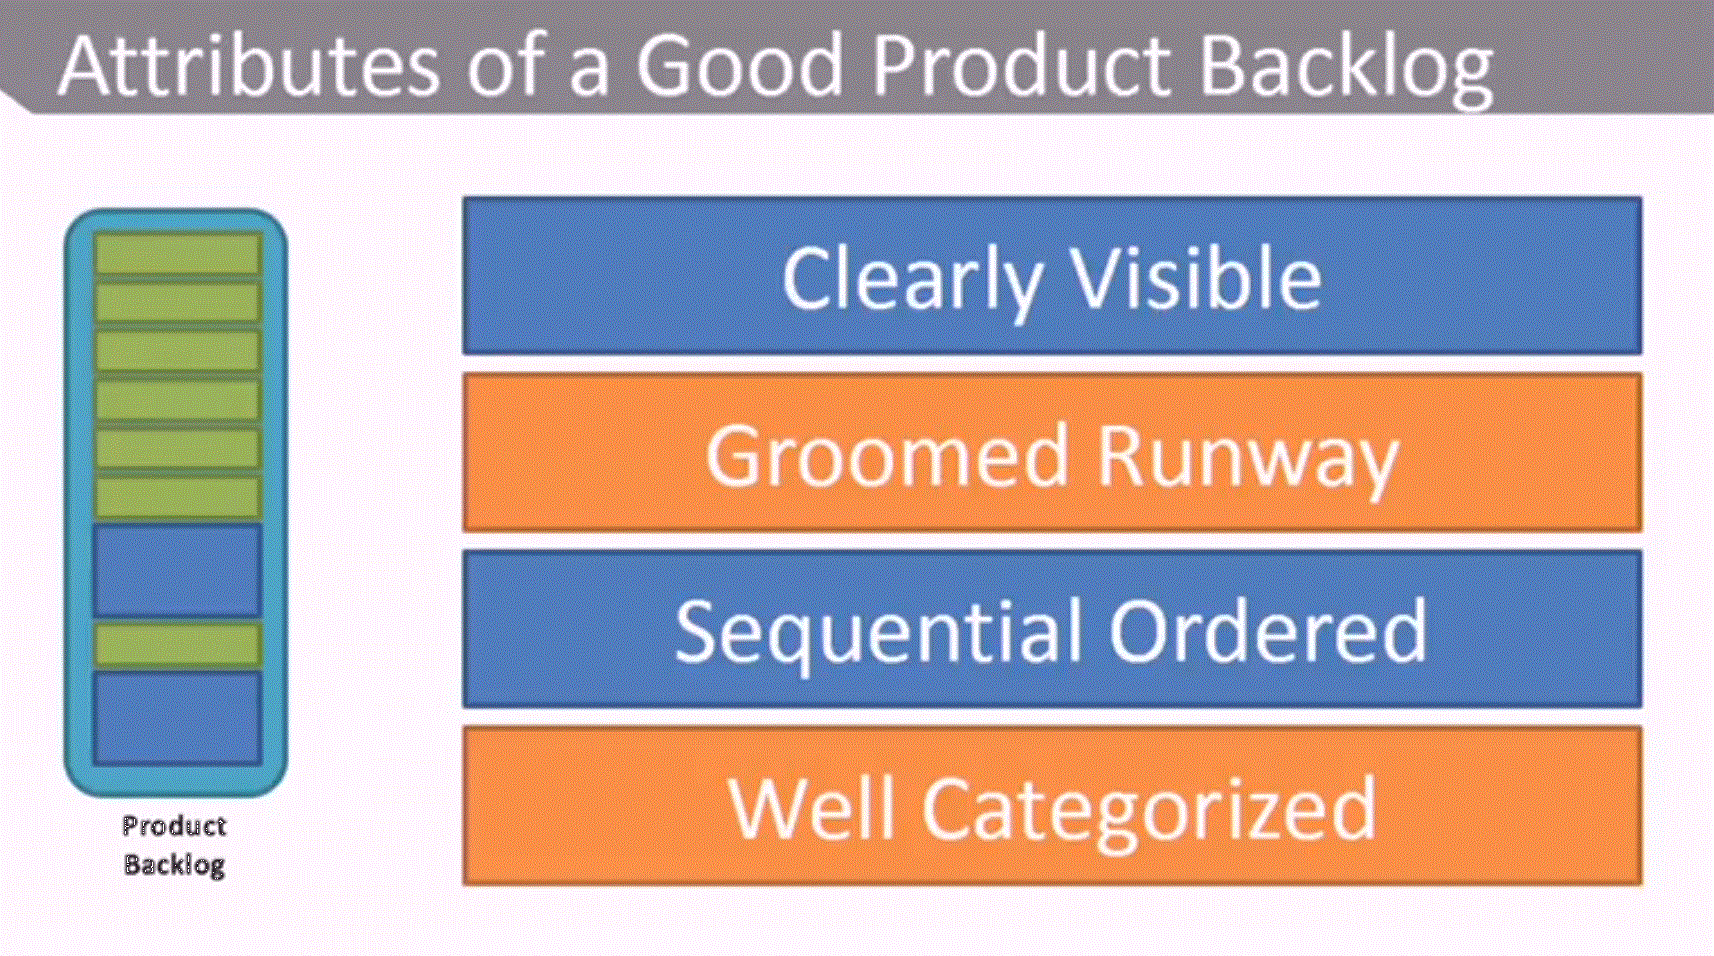 Attributes of a Good Product Backlog
Clearly Visible
Groomed Runway
Sequential Ordered
Well Categorized
Product
Backlog